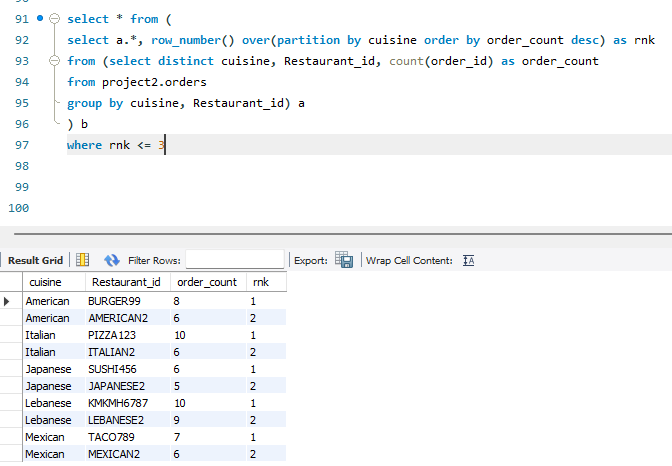 90
91 select * from (
92 select a.*, row_number() over(partition by cuisine order by order_count desc) as rnk
93 from (select distinct cuisine, Restaurant_id, count(order_id) as order_count
94 from project2.orders
95 group by cuisine, Restaurant_id) a
96 ) b
97 where rnk <= 3
98
99
100
Result Grid Filter Rows: Export: Wrap Cell Content: IA
cuisine Restaurant_id order_count rnk
American BURGER99 8 1
American AMERICAN2 6 2
Italian PIZZA123 10 1
Italian ITALIAN2 6 2
Japanese SUSHI456 6 1
Japanese JAPANESE2 5 2
Lebanese KMKMH6787 10 1
Lebanese LEBANESE2 9 2
Mexican TACO789 7 1
Mexican MEXICAN2 6 2